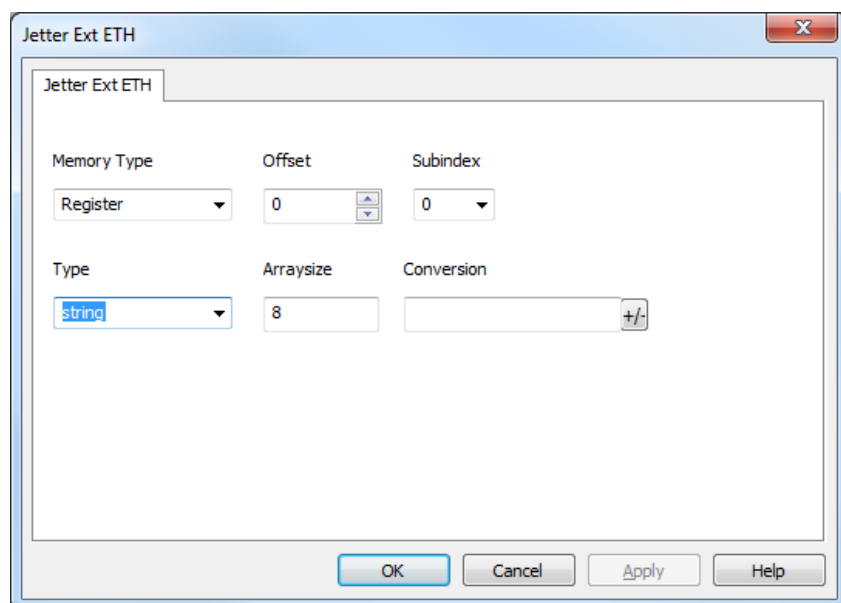 Jetter Ext ETH
Jetter Ext ETH
Memory Type Offset Subindex
Register 0 0
Type Arraysize Conversion
string 8 +/-
OK Cancel Apply Help